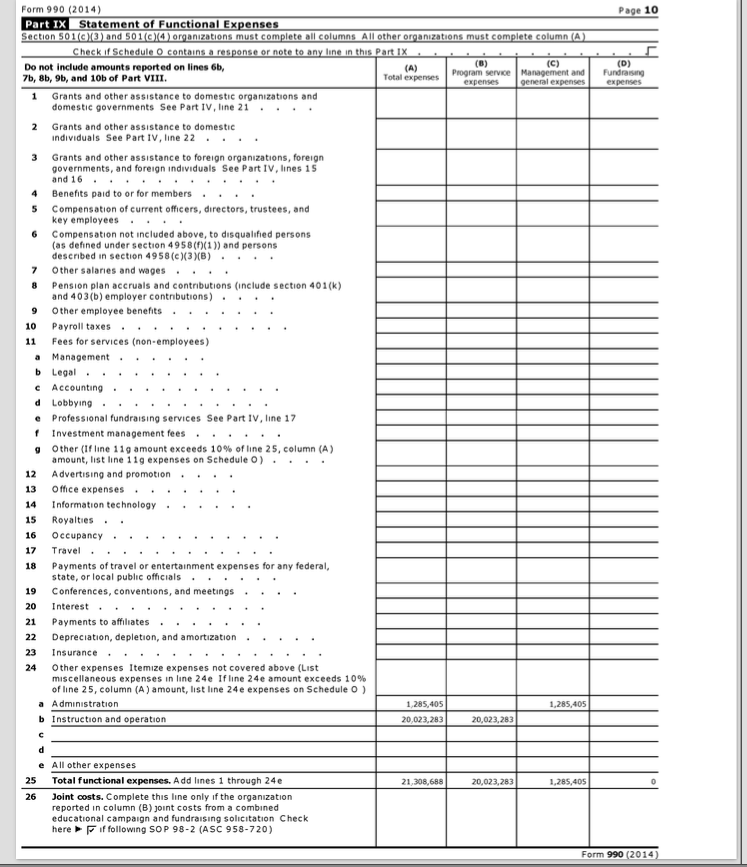 Form 990 (2014) Page 10
Part IX Statement of Functional Expenses
Section 501(c)(3) and 501(c)(4) organizations must complete all columns All other organizations must complete column (A)
Check if Schedule O contains a response or note to any line in this Part IX . . . . . . . . . . . . .
Do not include amounts reported on lines 6b,
7b, 8b, 9b, and 10b of Part VIII.
(A)
Total expenses
(B)
Program service
expenses
(C)
Management and
general expenses
(D)
Fundraising
expenses
1 Grants and other assistance to domestic organizations and
domestic governments See Part IV, line 21 . . . .
2 Grants and other assistance to domestic
individuals See Part IV, line 22 . . . .
3 Grants and other assistance to foreign organizations, foreign
governments, and foreign individuals See Part IV, lines 15
and 16 . . . . . . . . . . . .
4 Benefits paid to or for members . . . .
5 Compensation of current officers, directors, trustees, and
key employees . . . .
6 Compensation not included above, to disqualified persons
(as defined under section 4958(f)(1)) and persons
described in section 4958(c)(3)(B) . . . .
7 Other salaries and wages . . . .
8 Pension plan accruals and contributions (include section 401(k)
and 403(b) employer contributions) . . . .
9 Other employee benefits . . . . . . .
10 Payroll taxes . . . . . . . . . . .
11 Fees for services (non-employees)
a Management . . . . . .
b Legal . . . . . . . . .
c Accounting . . . . . . . . . . .
d Lobbying . . . . . . . . . . .
e Professional fundraising services See Part IV, line 17
f Investment management fees . . . . . .
g Other (If line 11g amount exceeds 10% of line 25, column (A)
amount, list line 11g expenses on Schedule O) . . . .
12 Advertising and promotion . . . .
13 Office expenses . . . . . . .
14 Information technology . . . . . .
15 Royalties . .
16 Occupancy . . . . . . . . . . .
17 Travel . . . . . . . . . . . .
18 Payments of travel or entertainment expenses for any federal,
state, or local public officials . . . . . .
19 Conferences, conventions, and meetings . . . .
20 Interest . . . . . . . . . . .
21 Payments to affiliates . . . . . . .
22 Depreciation, depletion, and amortization . . . . .
23 Insurance . . . . . . . . . . . . .
24 Other expenses Itemize expenses not covered above (List
miscellaneous expenses in line 24e If line 24e amount exceeds 10%
of line 25, column (A) amount, list line 24e expenses on Schedule O )
a Administration 1,285,405 1,285,405
b Instruction and operation 20,023,283 20,023,283
c
d
e All other expenses
25 Total functional expenses. Add lines 1 through 24e 21,308,688 20,023,283 1,285,405 0
26 Joint costs. Complete this line only if the organization
reported in column (B) joint costs from a combined
educational campaign and fundraising solicitation Check
here ► if following SOP 98-2 (ASC 958-720)
Form 990 (2014)